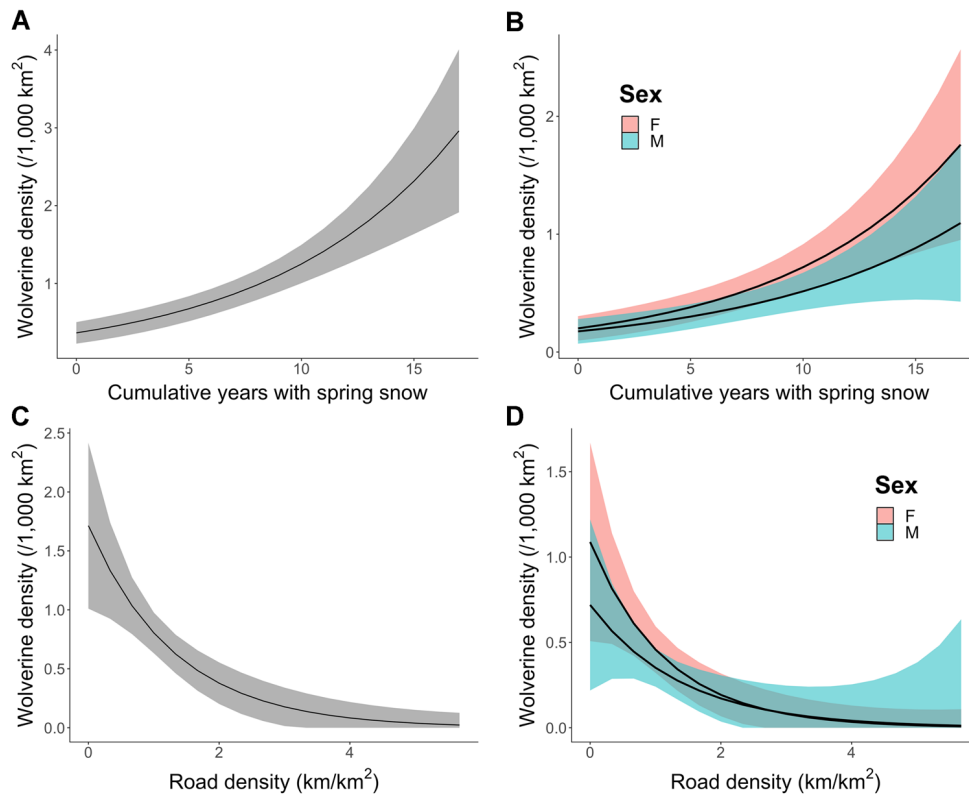 A
Wolverine density (/1,000 km²)
4
3
2
1
0
5
10
15
Cumulative years with spring snow
B
Wolverine density (/1,000 km²)
2
1
0
Sex
F
M
0
5
10
15
Cumulative years with spring snow
C
Wolverine density (/1,000 km²)
2.5
2.0
1.5
1.0
0.5
0.0
0
2
4
Road density (km/km²)
D
Wolverine density (/1,000 km²)
1.5
1.0
0.5
0.0
Sex
F
M
0
2
4
Road density (km/km²)